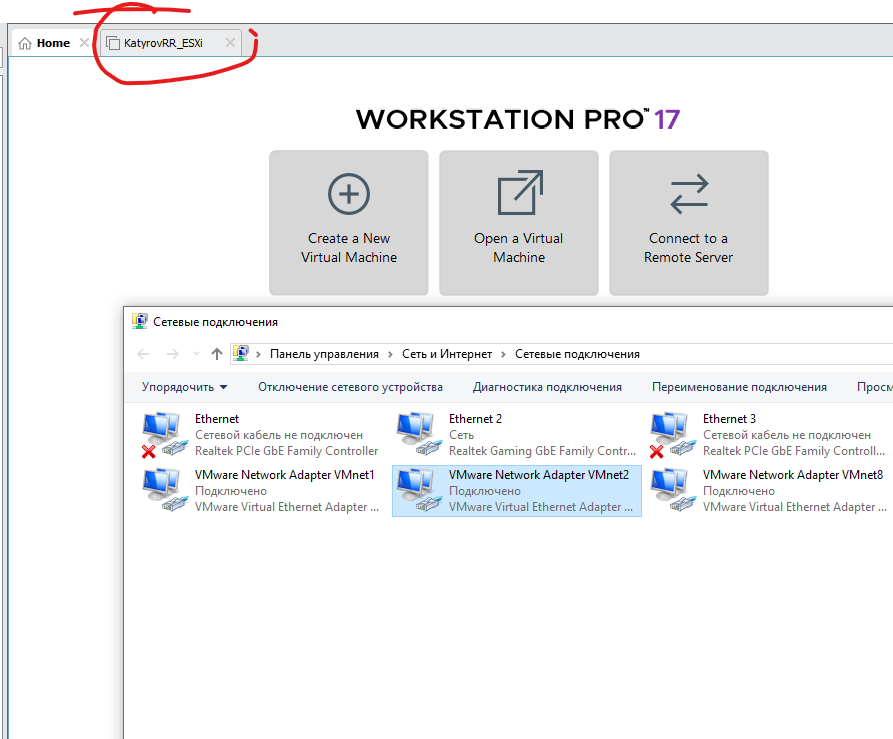 Home
KatyrovRR_ESXi
WORKSTATION PRO™ 17
Create a New
Virtual Machine
Open a Virtual
Machine
Connect to a
Remote Server
Сетевые подключения
Панель управления
Сеть и Интернет
Сетевые подключения
Упорядочить
Отключение сетевого устройства
Диагностика подключения
Переименование подключения
Просм
Ethernet
Сетевой кабель не подключен
Realtek PCIe GbE Family Controller
Ethernet 2
Сеть
Realtek Gaming GbE Family Contr...
Ethernet 3
Сетевой кабель не подключен
Realtek PCIe GbE Family Controll...
VMware Network Adapter VMnet1
Подключено
VMware Virtual Ethernet Adapter ...
VMware Network Adapter VMnet2
Подключено
VMware Virtual Ethernet Adapter ...
VMware Network Adapter VMnet8
Подключено
VMware Virtual Ethernet Adapter ...